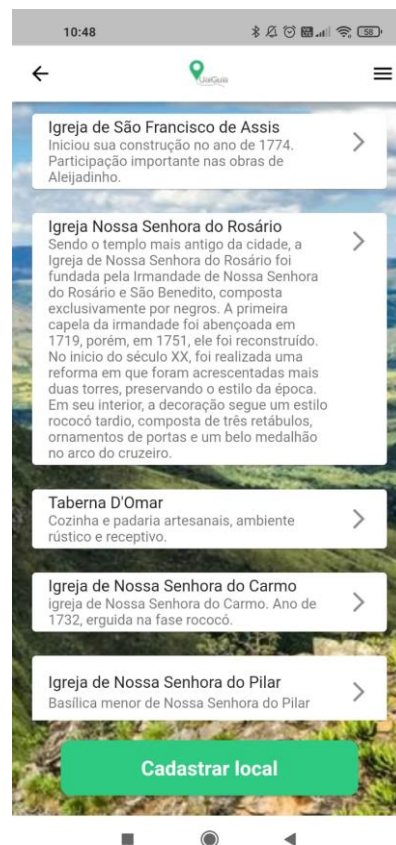 10:48
58
UaiGuia
Igreja de São Francisco de Assis
Iniciou sua construção no ano de 1774.
Participação importante nas obras de
Aleijadinho.
Igreja Nossa Senhora do Rosário
Sendo o templo mais antigo da cidade, a
Igreja de Nossa Senhora do Rosário foi
fundada pela Irmandade de Nossa Senhora
do Rosário e São Benedito, composta
exclusivamente por negros. A primeira
capela da irmandade foi abençoada em
1719, porém, em 1751, ele foi reconstruído.
No inicio do século XX, foi realizada uma
reforma em que foram acrescentadas mais
duas torres, preservando o estilo da época.
Em seu interior, a decoração segue um estilo
rococó tardio, composta de três retábulos,
ornamentos de portas e um belo medalhão
no arco do cruzeiro.
Taberna D'Omar
Cozinha e padaria artesanais, ambiente
rústico e receptivo.
Igreja de Nossa Senhora do Carmo
igreja de Nossa Senhora do Carmo. Ano de
1732, erguida na fase rococó.
Igreja de Nossa Senhora do Pilar
Basílica menor de Nossa Senhora do Pilar
Cadastrar local